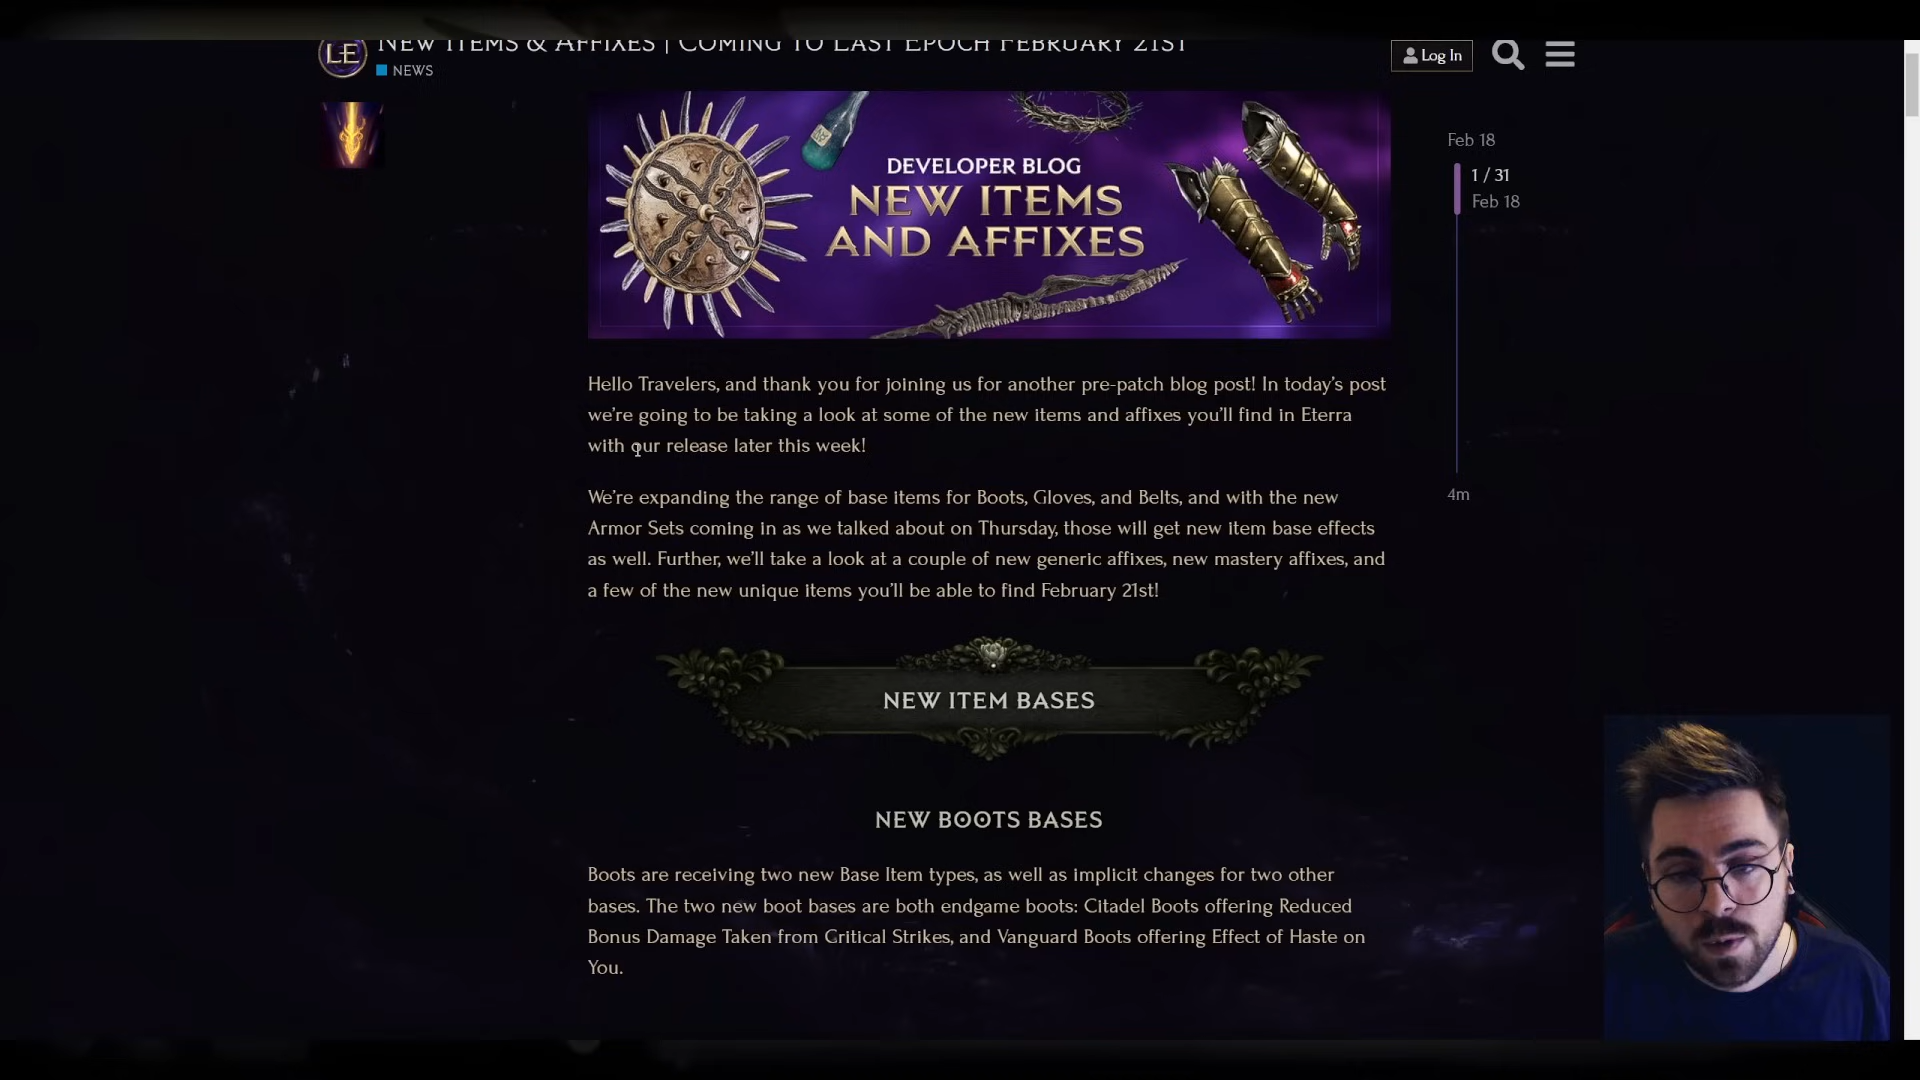 NEW ITEMS & AFFIXES | COMING TO LAST EPOCH FEBRUARY 21ST
LE
NEWS
Log In
DEVELOPER BLOG
NEW ITEMS
AND AFFIXES
Feb 18
1 / 31
Feb 18
4m
Hello Travelers, and thank you for joining us for another pre-patch blog post! In today's post
we're going to be taking a look at some of the new items and affixes you'll find in Eterra
with our release later this week!
We're expanding the range of base items for Boots, Gloves, and Belts, and with the new
Armor Sets coming in as we talked about on Thursday, those will get new item base effects
as well. Further, we'll take a look at a couple of new generic affixes, new mastery affixes, and
a few of the new unique items you'll be able to find February 21st!
NEW ITEM BASES
NEW BOOTS BASES
Boots are receiving two new Base Item types, as well as implicit changes for two other
bases. The two new boot bases are both endgame boots: Citadel Boots offering Reduced
Bonus Damage Taken from Critical Strikes, and Vanguard Boots offering Effect of Haste on
You.